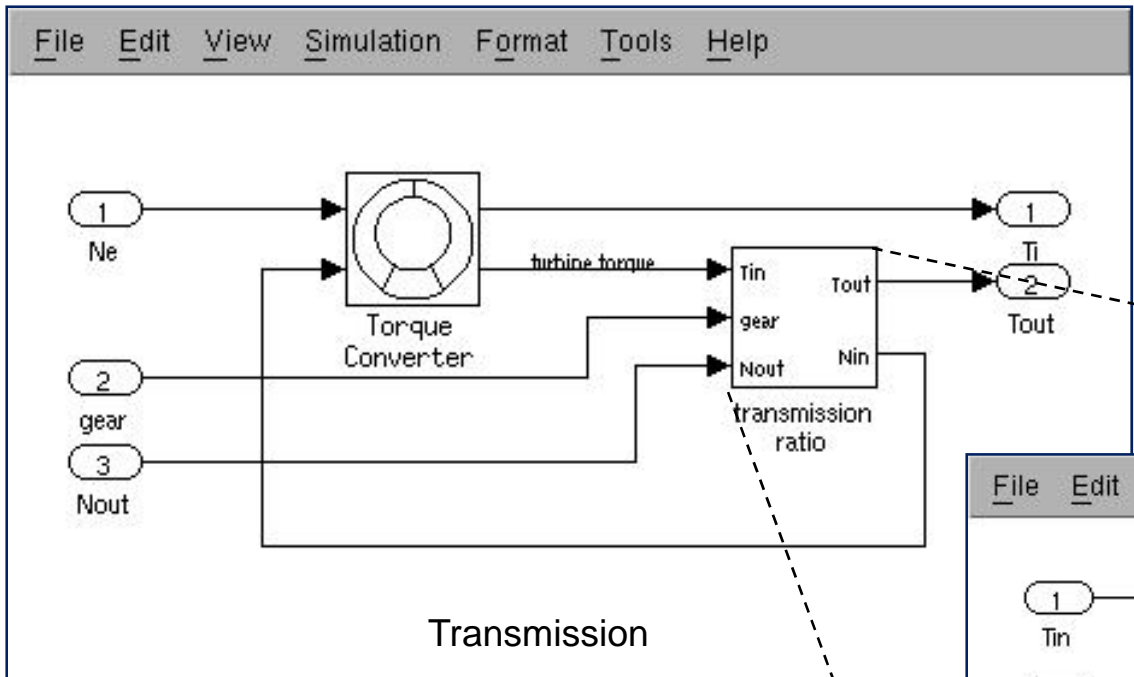 File Edit View Simulation Format Tools Help
1
Ne
Torque
Converter
turbine torque
Tin
gear
Nout
Tout
Nin
transmission
ratio
1
Ti
2
Tout
2
gear
3
Nout
Transmission
File Edit
1
Tin